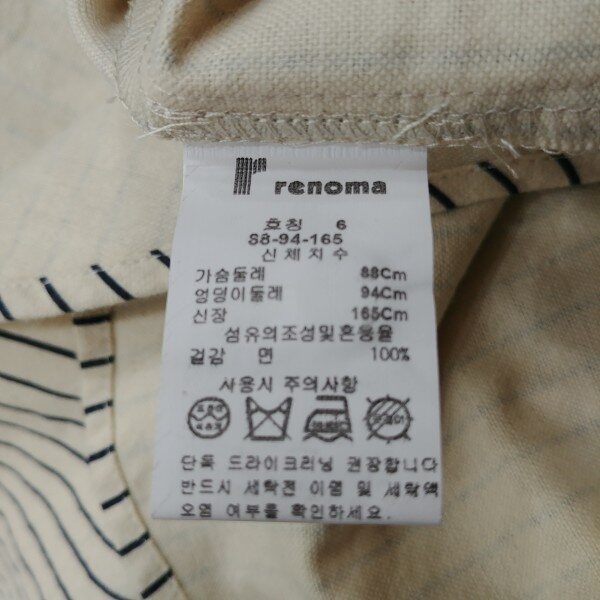 renoma
호칭 6
88-94-165
신체치수
가슴둘레 88Cm
엉덩이둘레 94Cm
신장 165Cm
섬유의조성및혼용율
겉감 면 100%
사용시 주의사항
단독 드라이크리닝 권장합니다
반드시 세탁전 이염 및 세탁액
오염 여부를확인하세요.